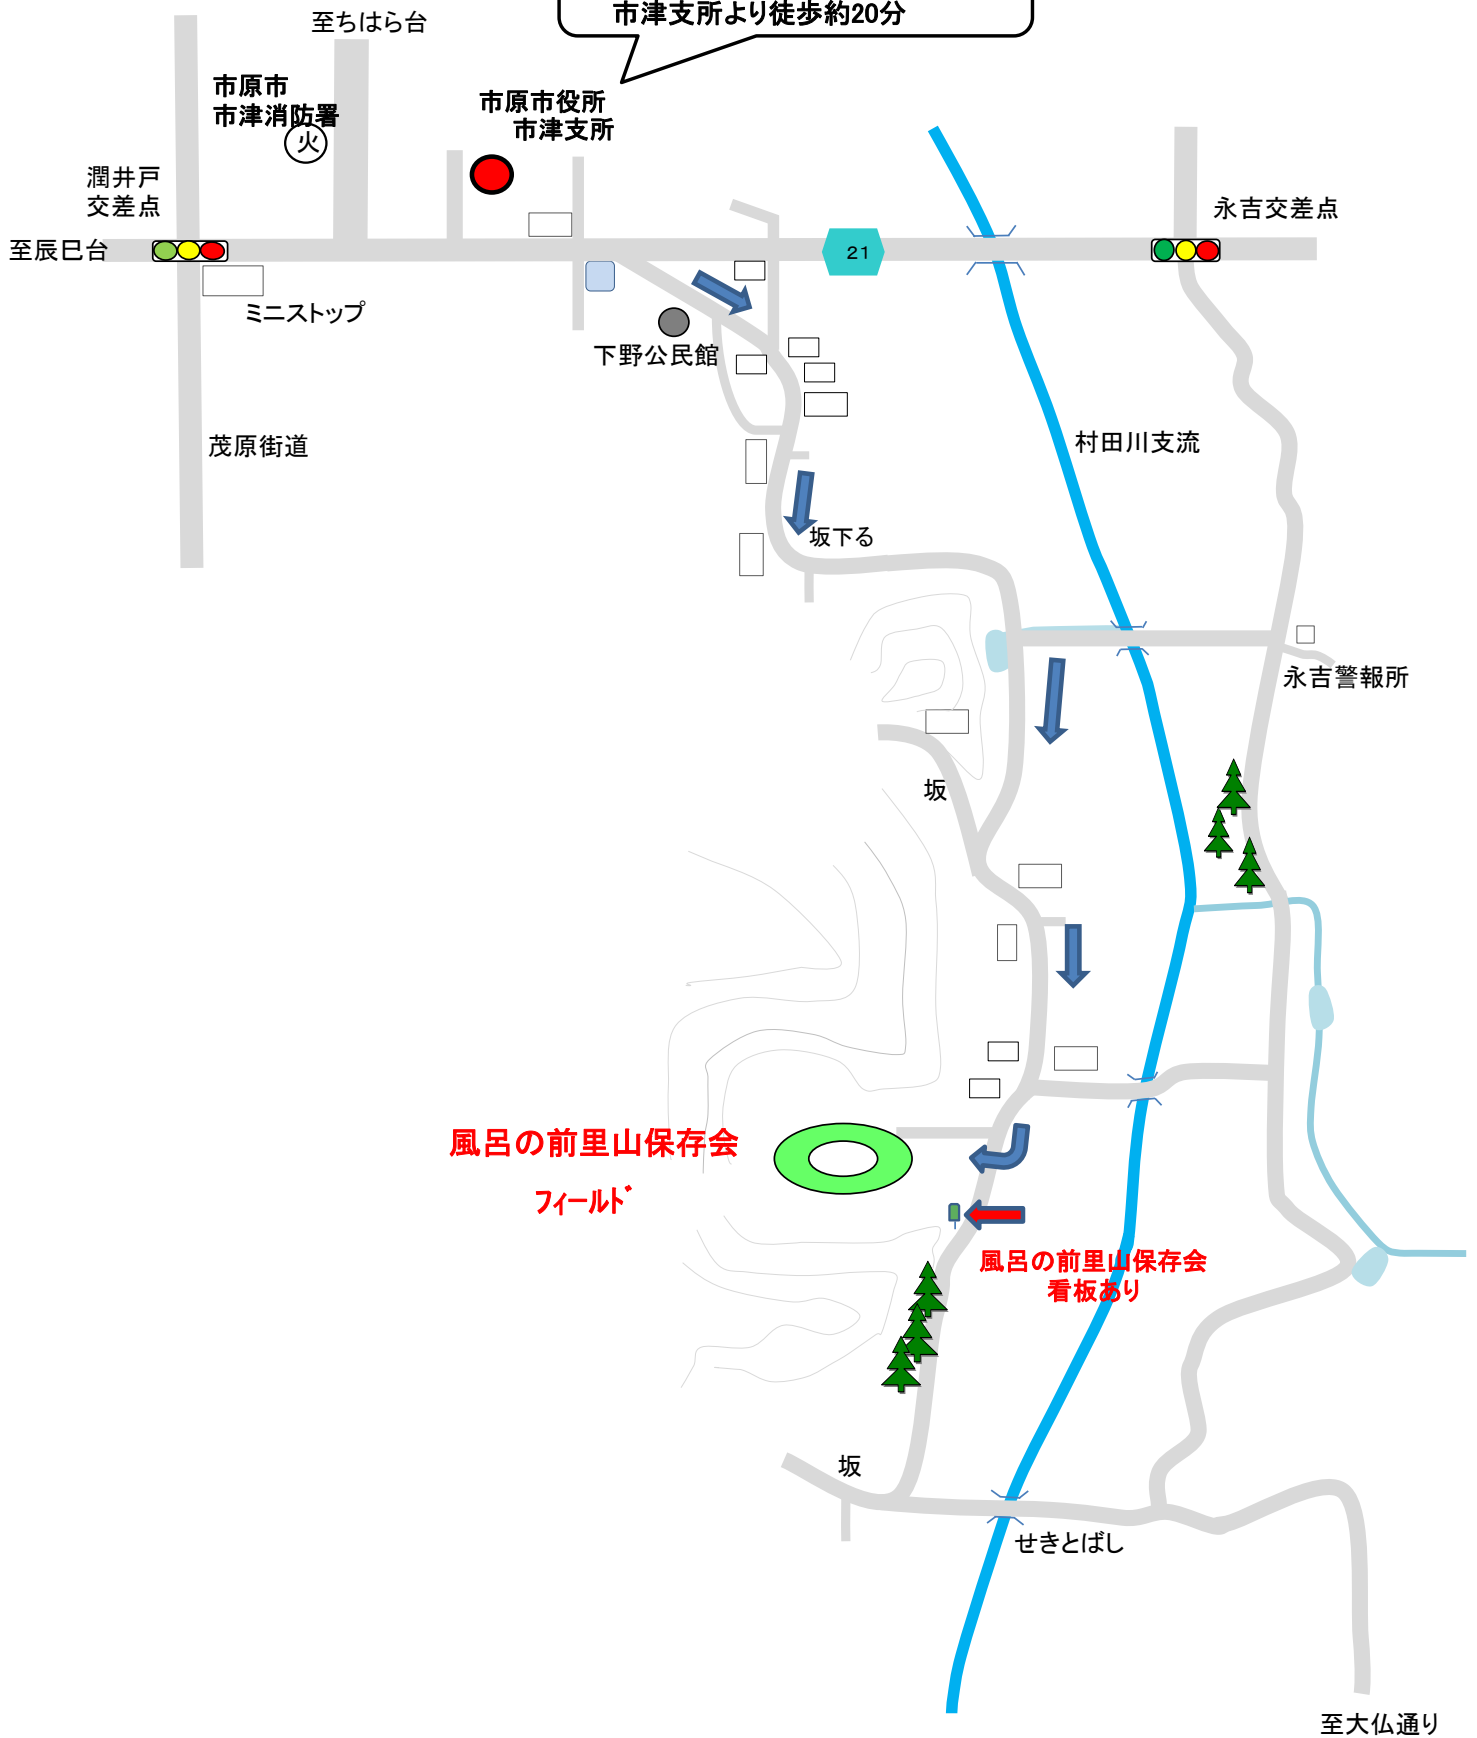 市津支所より徒歩約20分
至ちはら台
市原市
市津消防署
火
市原市役所
市津支所
潤井戸
交差点
永吉交差点
至辰巳台
21
ミニストップ
下野公民館
茂原街道
村田川支流
坂下る
永吉警報所
坂
風呂の前里山保存会
フィールド
風呂の前里山保存会
看板あり
坂
せきとばし
至大仏通り